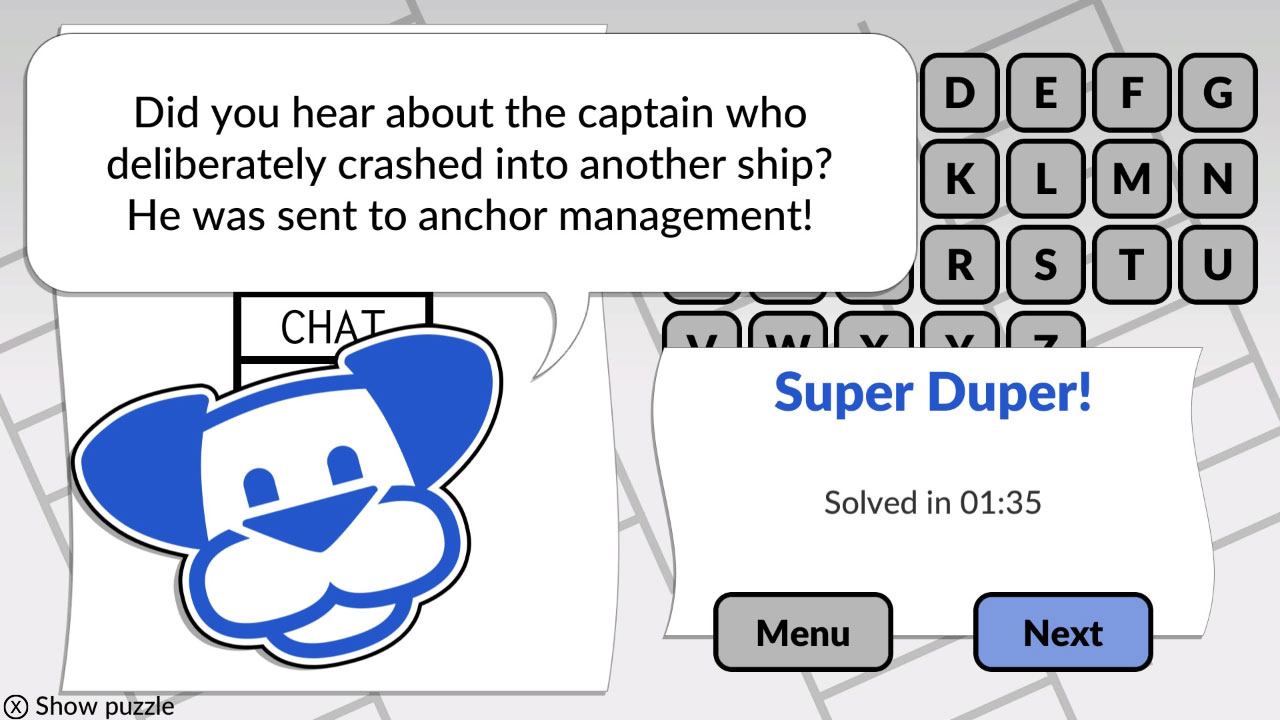 Did you hear about the captain who
deliberately crashed into another ship?
He was sent to anchor management!
D E F G
K L M N
R S T U
V W X Y Z
CHAT
Super Duper!
Solved in 01:35
Menu Next
X Show puzzle